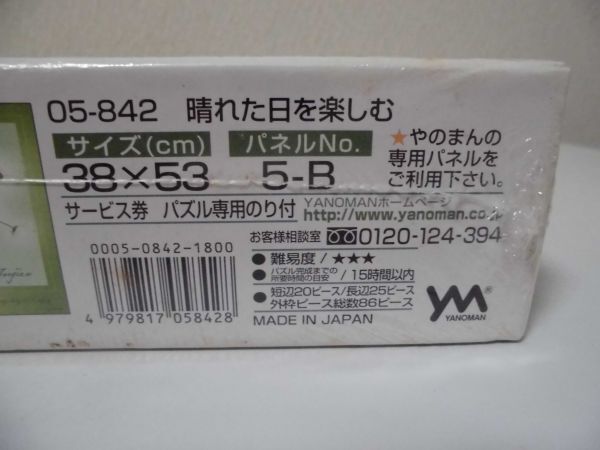 05-842 晴れた日を楽しむ
サイズ(cm) パネルNo.
38×53 5-B
★やのまんの
専用パネルを
ご利用下さい。
サービス券 パズル専用のり付
YANOMANホームページ
http://www.yanoman.co.jp
お客様相談室 0120-124-394
0005-0842-1800
4 979817 058428
●難易度/★★★
●パズル完成までの
所要時間の目安/15時間以内
●短辺20ピース/長辺25ピース
外枠ピース総数86ピース
MADE IN JAPAN
YM®
YANOMAN